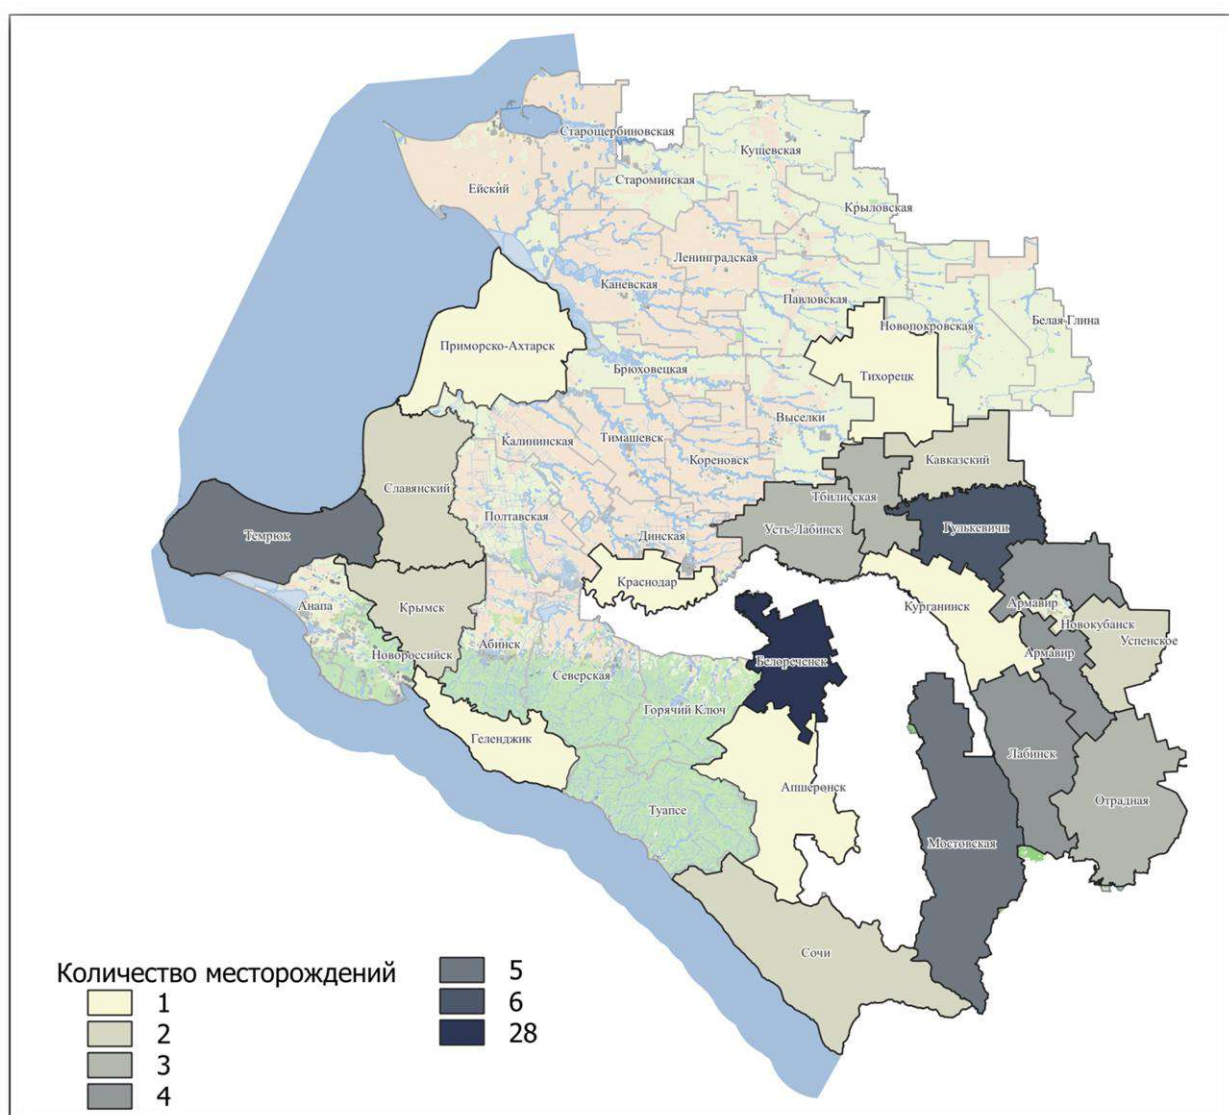 Старощербиновская
Кущевская
Ейский
Староминская
Крыловская
Ленинградская
Каневская
Павловская
Новопокровская
Белая Глина
Приморско-Ахтарск
Брюховецкая
Тихорецк
Выселки
Калининская
Тимашевск
Кореновск
Кавказский
Славянский
Тбилисская
Полтавская
Усть-Лабинск
Гулькевичи
Темрюк
Динская
Краснодар
Анапа
Крымск
Курганинск
Армавир
Новокубанск
Успенское
Абинск
Новороссийск
Армавир
Белореченск
Северская
Горячий Ключ
Геленджик
Лабинск
Апшеронск
Отрадная
Туапсе
Мостовская
Сочи
Количество месторождений
1
2
3
4
5
6
28